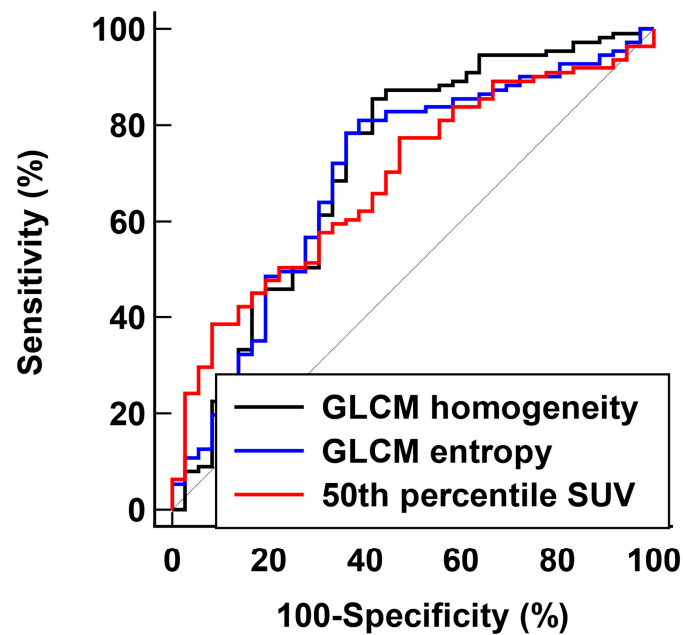 Sensitivity (%)
100
80
60
40
20
0
GLCM homogeneity
GLCM entropy
50th percentile SUV
0 20 40 60 80 100
100-Specificity (%)